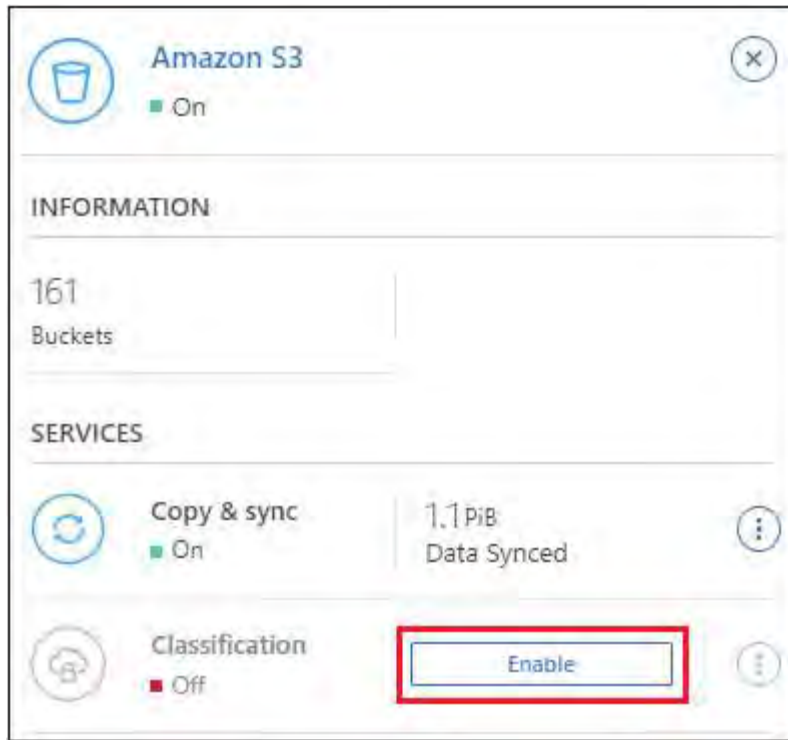 Amazon S3
On
INFORMATION
161
Buckets
SERVICES
Copy & sync
On
1.1 PiB
Data Synced
Classification
Off
Enable